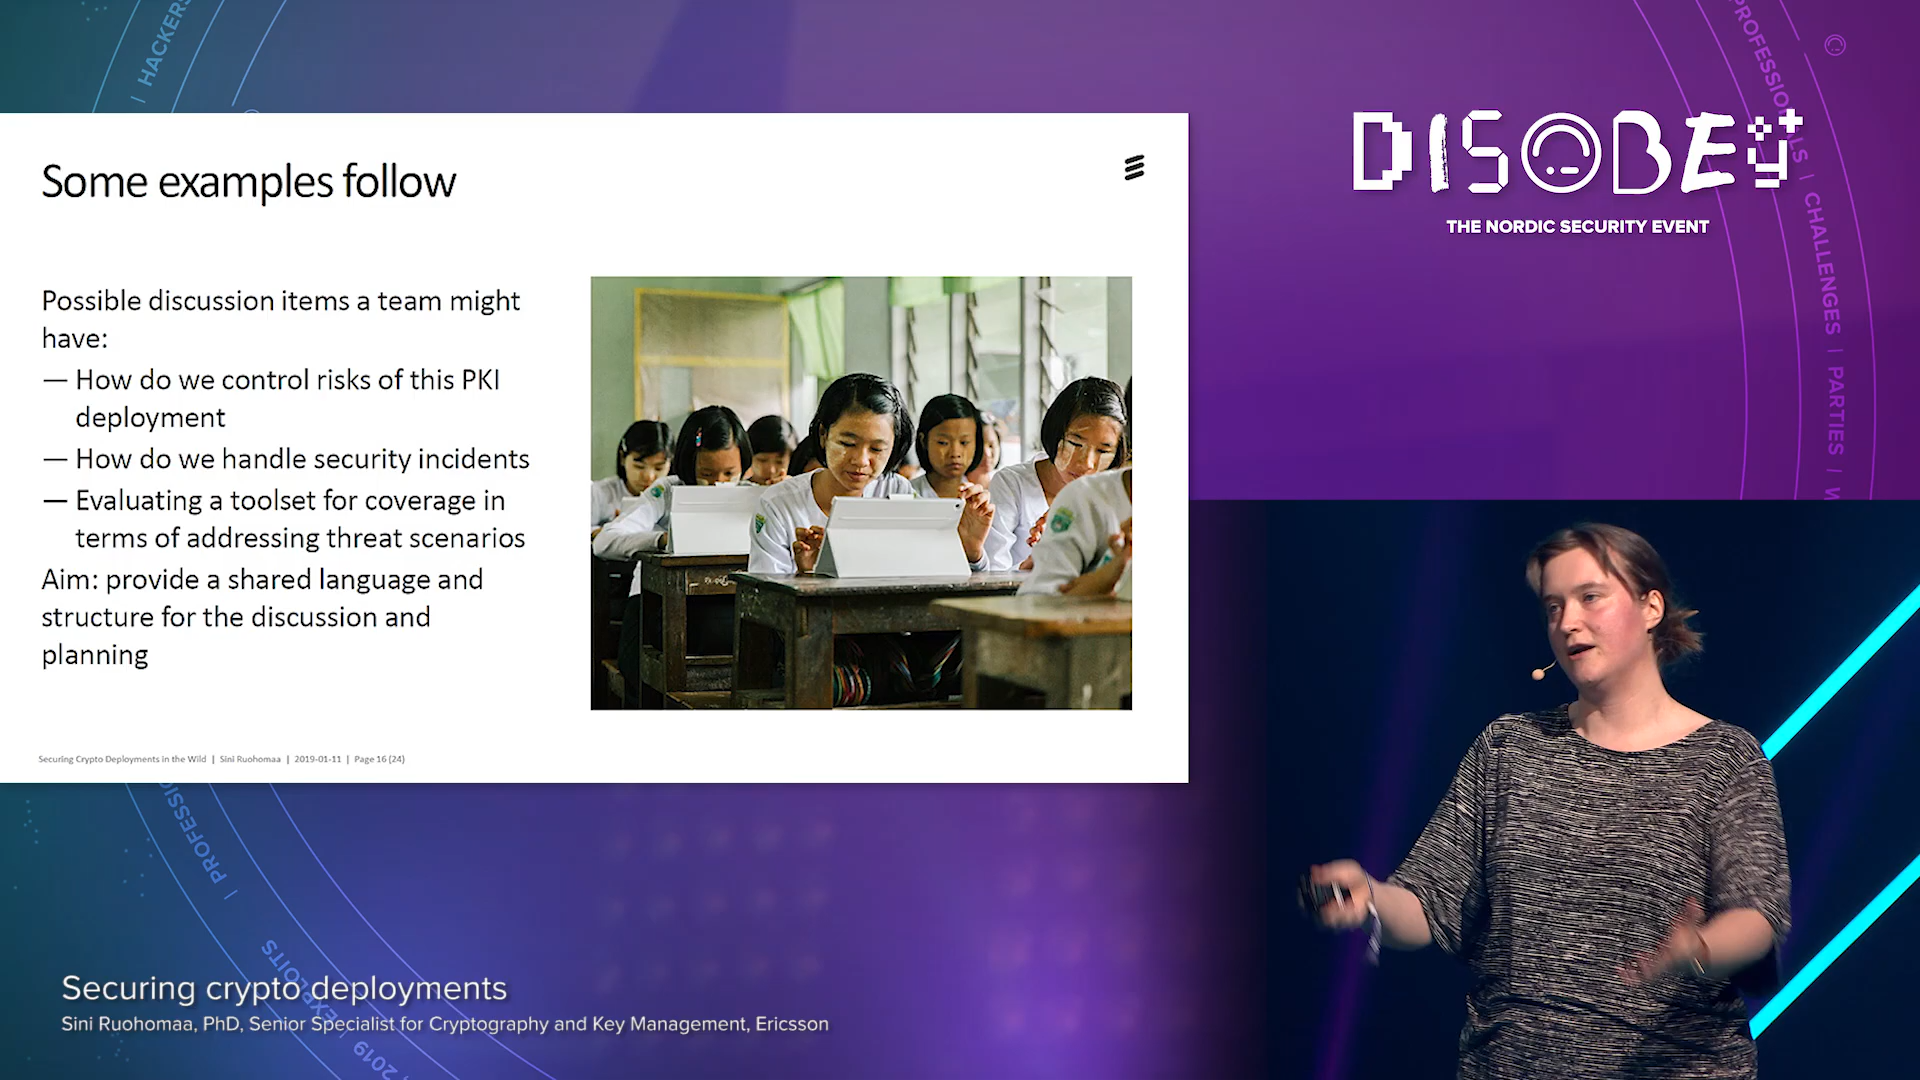 Some examples follow
Possible discussion items a team might
have:
— How do we control risks of this PKI
deployment
— How do we handle security incidents
— Evaluating a toolset for coverage in
terms of addressing threat scenarios
Aim: provide a shared language and
structure for the discussion and
planning
Securing Crypto Deployments in the Wild | Sini Ruohomaa | 2019-01-11 | Page 16 (24)
DISOBEY
THE NORDIC SECURITY EVENT
| HACKERS
PROFESSIONALS | CHALLENGES | PARTIES |
| PROFESSI
EXPLOITS
2019
Securing crypto deployments
Sini Ruohomaa, PhD, Senior Specialist for Cryptography and Key Management, Ericsson